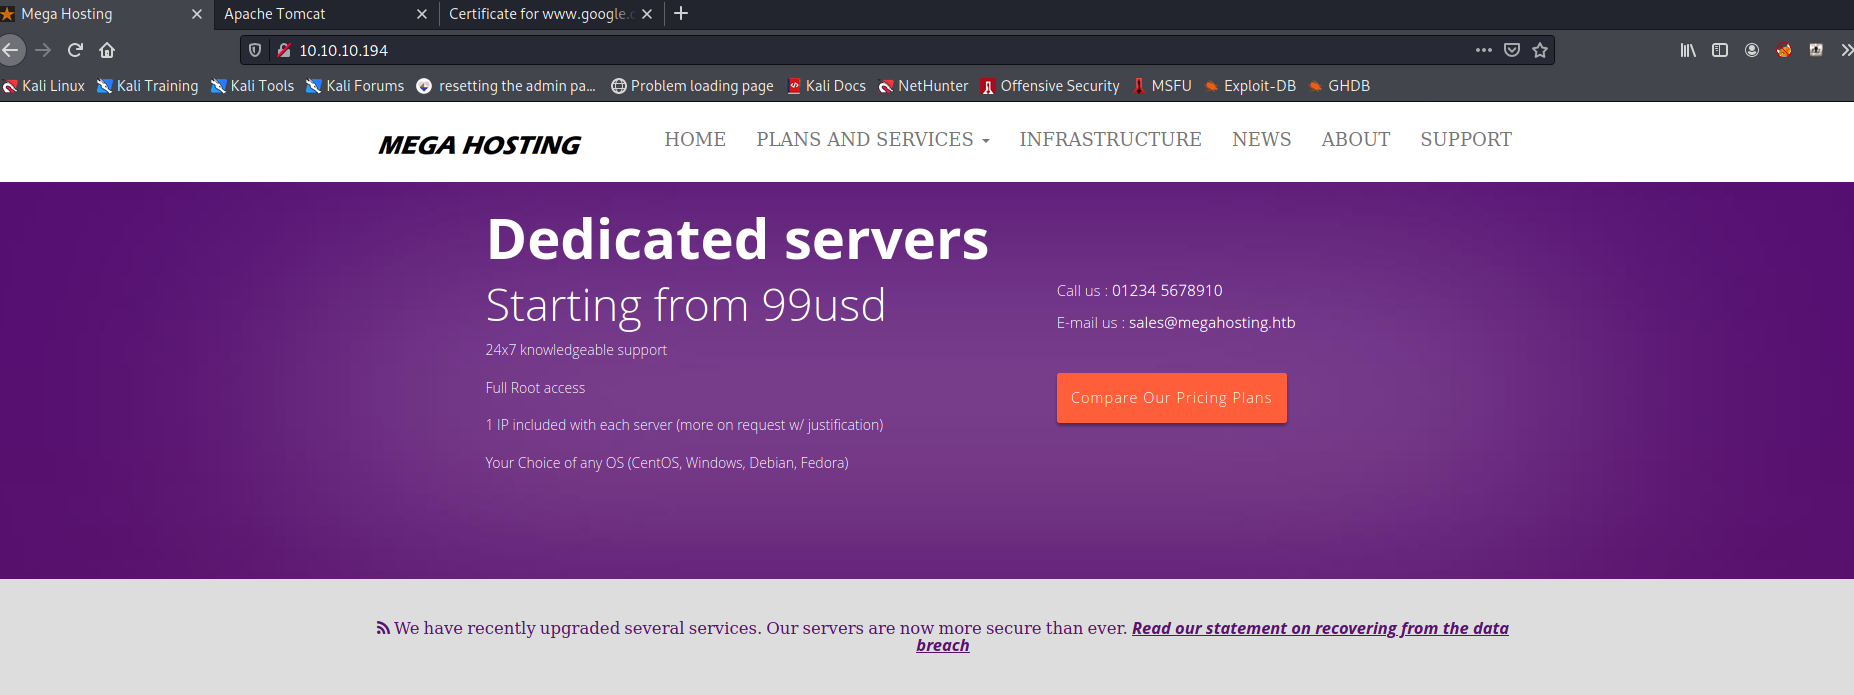 Mega Hosting
Apache Tomcat
Certificate for www.google.c
10.10.10.194
Kali Linux Kali Training Kali Tools Kali Forums resetting the admin pa... Problem loading page Kali Docs NetHunter Offensive Security MSFU Exploit-DB GHDB
MEGA HOSTING
HOME PLANS AND SERVICES INFRASTRUCTURE NEWS ABOUT SUPPORT
Dedicated servers
Starting from 99usd
24x7 knowledgeable support
Full Root access
1 IP included with each server (more on request w/ justification)
Your Choice of any OS (CentOS, Windows, Debian, Fedora)
Call us : 01234 5678910
E-mail us : sales@megahosting.htb
Compare Our Pricing Plans
We have recently upgraded several services. Our servers are now more secure than ever. Read our statement on recovering from the data
breach